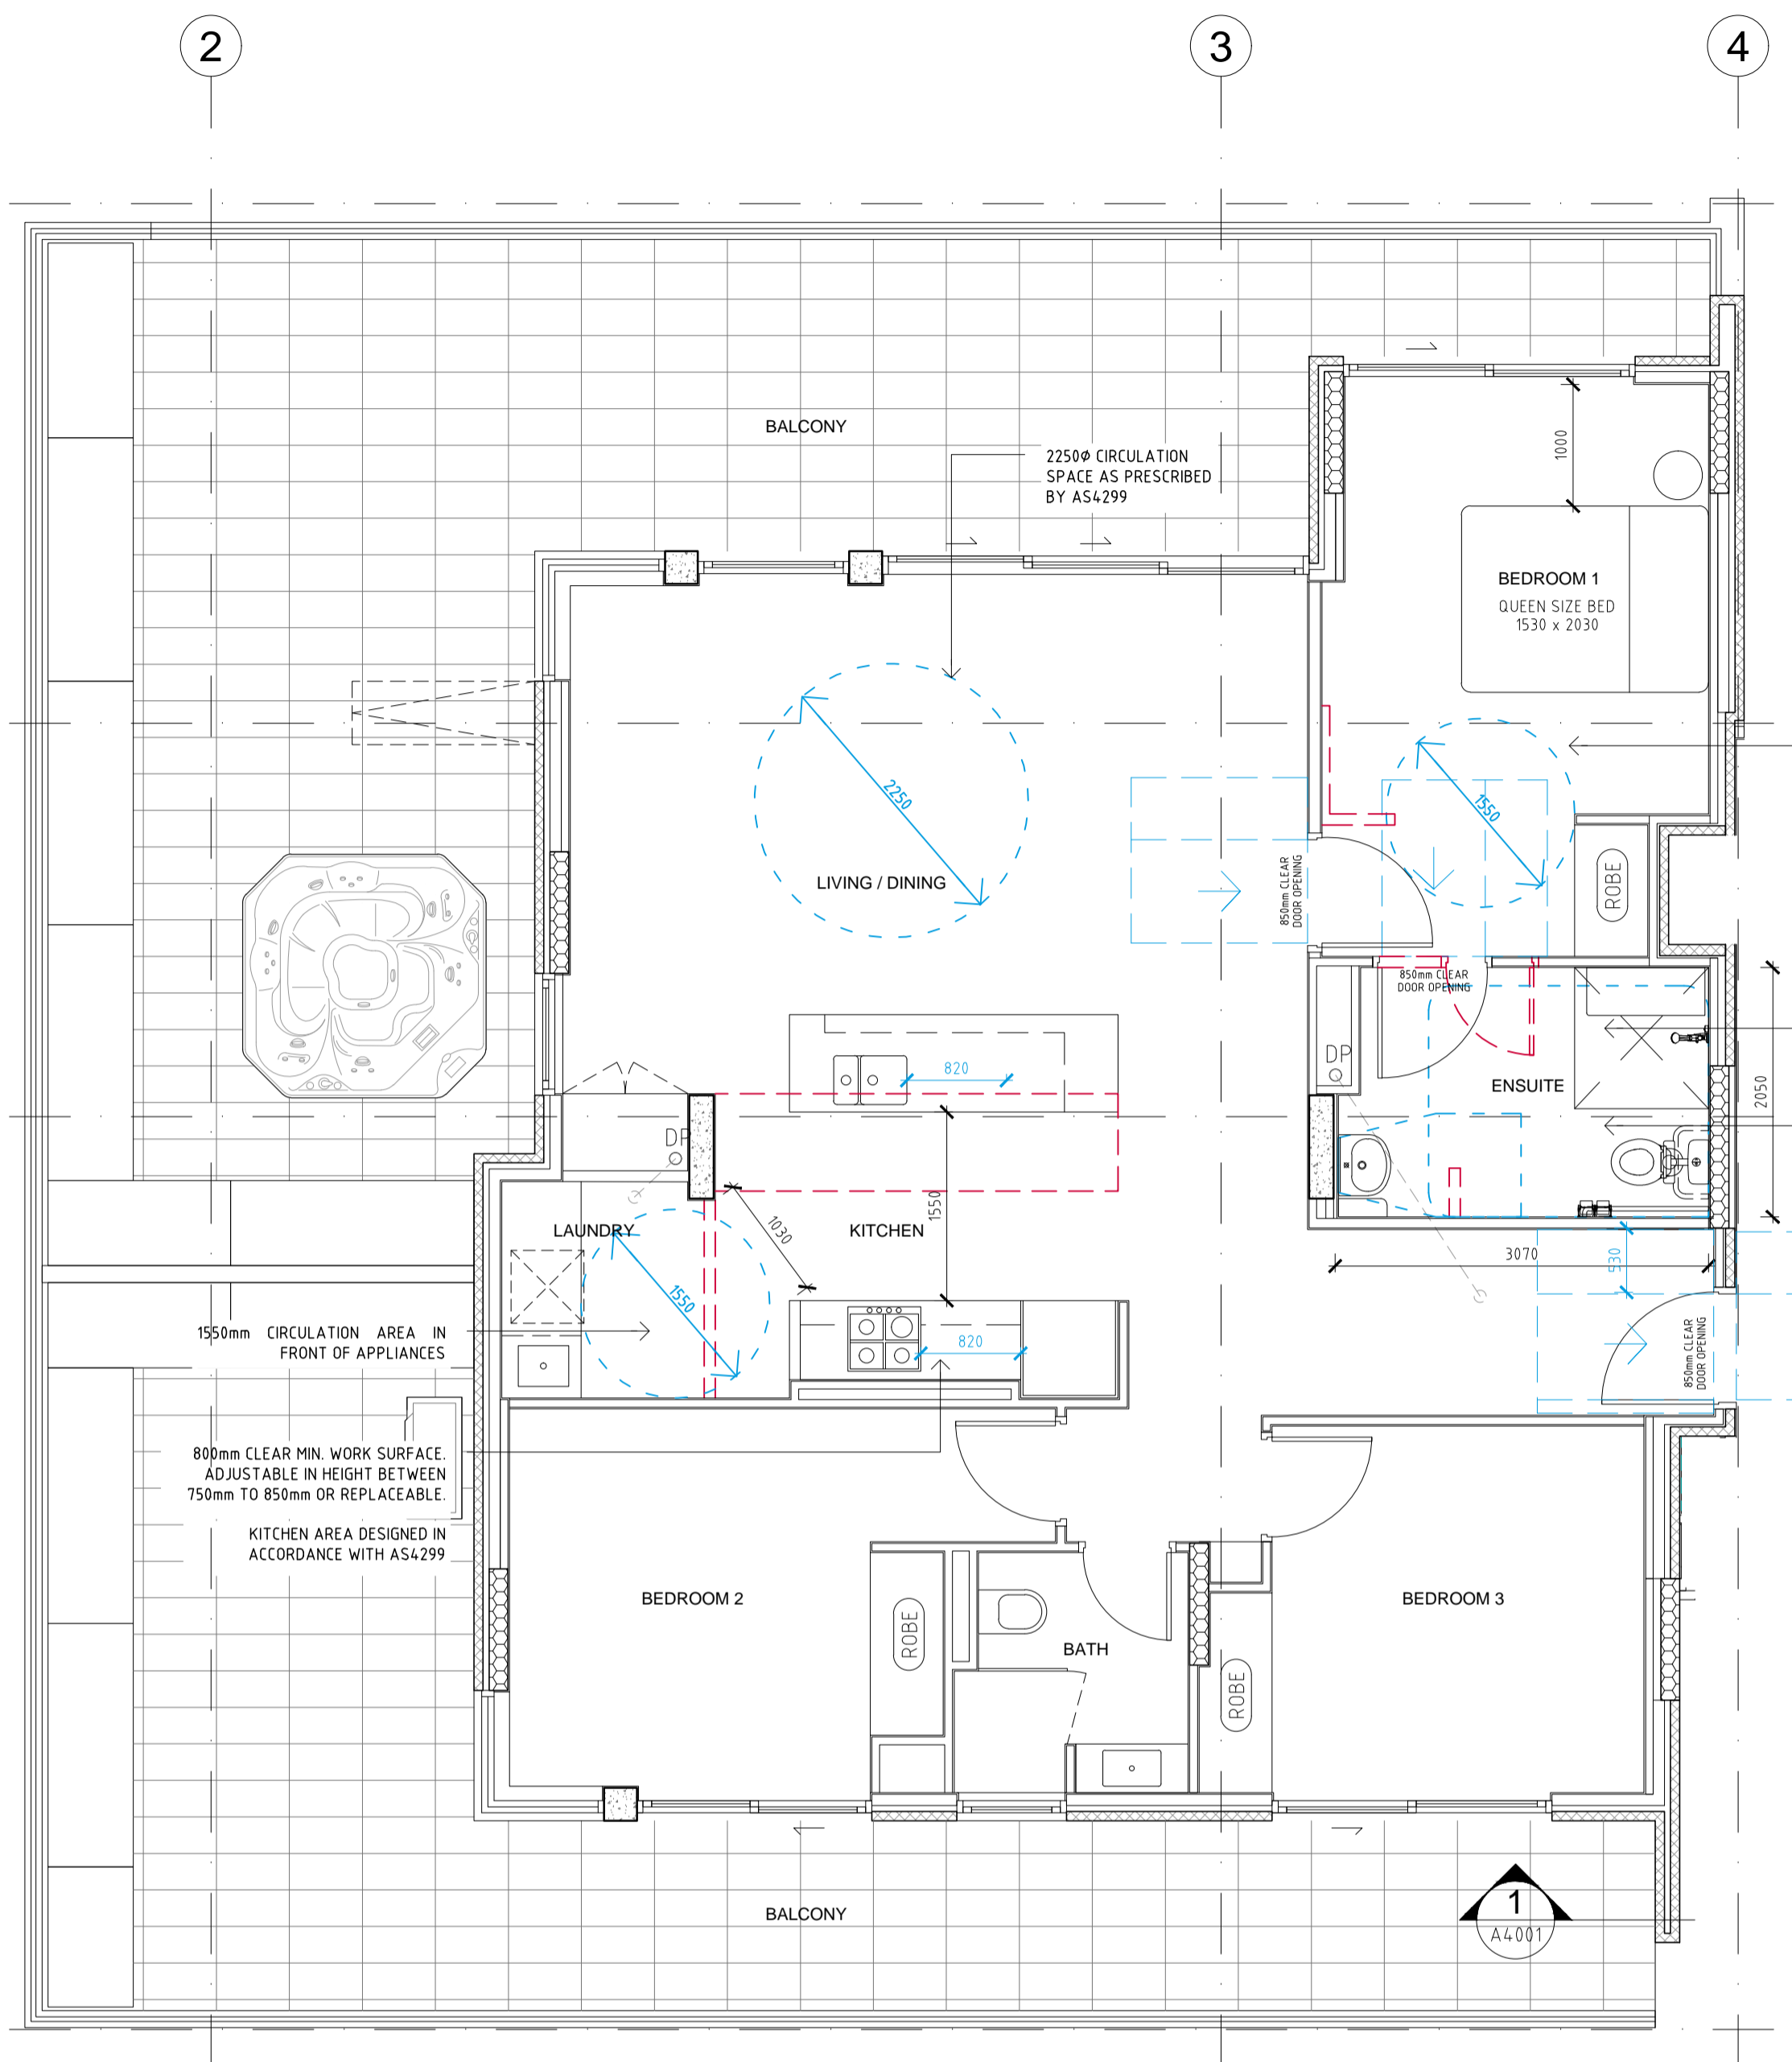 2
3
4
BALCONY
2250Ø CIRCULATION
SPACE AS PRESCRIBED
BY AS4299
1000
BEDROOM 1
QUEEN SIZE BED
1530 x 2030
2250
1550
LIVING / DINING
850mm CLEAR
DOOR OPENING
ROBE
850mm CLEAR
DOOR OPENING
DP
ENSUITE
2050
820
DP
LAUNDRY
1030
KITCHEN
1550
1550
3070
530
1550mm CIRCULATION AREA IN
FRONT OF APPLIANCES
820
850mm CLEAR
DOOR OPENING
800mm CLEAR MIN. WORK SURFACE.
ADJUSTABLE IN HEIGHT BETWEEN
750mm TO 850mm OR REPLACEABLE.
KITCHEN AREA DESIGNED IN
ACCORDANCE WITH AS4299
BEDROOM 2
ROBE
BATH
ROBE
BEDROOM 3
BALCONY
1
A4001